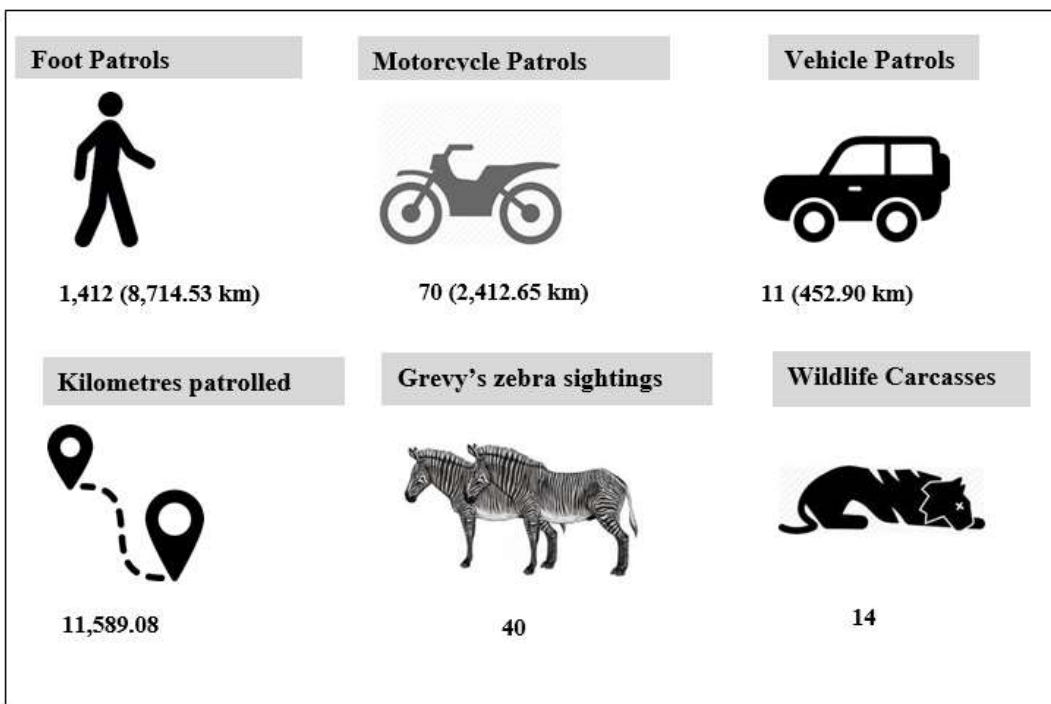 Foot Patrols
Motorcycle Patrols
Vehicle Patrols
1,412 (8,714.53 km)
70 (2,412.65 km)
11 (452.90 km)
Kilometres patrolled
Grevy's zebra sightings
Wildlife Carcasses
11,589.08
40
14